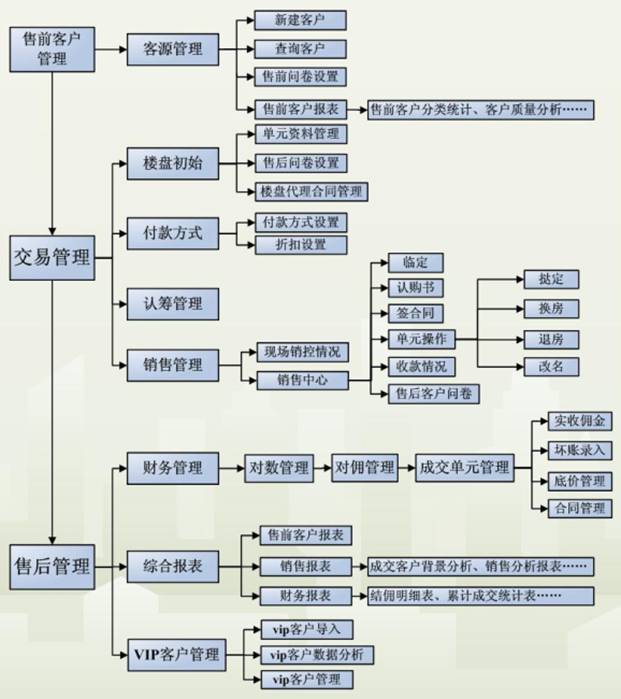 售前客户
管理
客源管理
新建客户
查询客户
售前问卷设置
售前客户报表
售前客户分类统计、客户质量分析……
交易管理
楼盘初始
单元资料管理
售后问卷设置
楼盘代理合同管理
付款方式
付款方式设置
折扣设置
认筹管理
销售管理
现场销控情况
销售中心
临定
认购书
签合同
单元操作
挞定
换房
退房
改名
收款情况
售后客户问卷
售后管理
财务管理
对数管理
对佣管理
成交单元管理
实收佣金
坏账录入
底价管理
合同管理
综合报表
售前客户报表
销售报表
成交客户背景分析、销售分析报表……
财务报表
结佣明细表、累计成交统计表……
VIP客户管理
vip客户导入
vip客户数据分析
vip客户管理